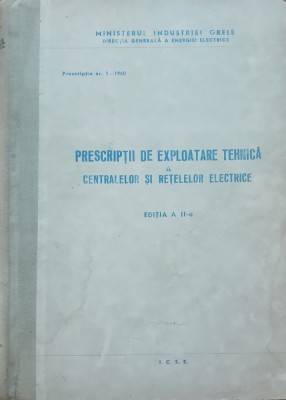 MINISTERUL INDUSTRIEI GRELE
DIRECȚIA GENERALĂ A ENERGIEI ELECTRICE
Prescripție nr. 1 - 1960
PRESCRIPȚII DE EXPLOATARE TEHNICĂ
A
CENTRALELOR ȘI REȚELELOR ELECTRICE
EDIȚIA A II-a
I. C. S. E.